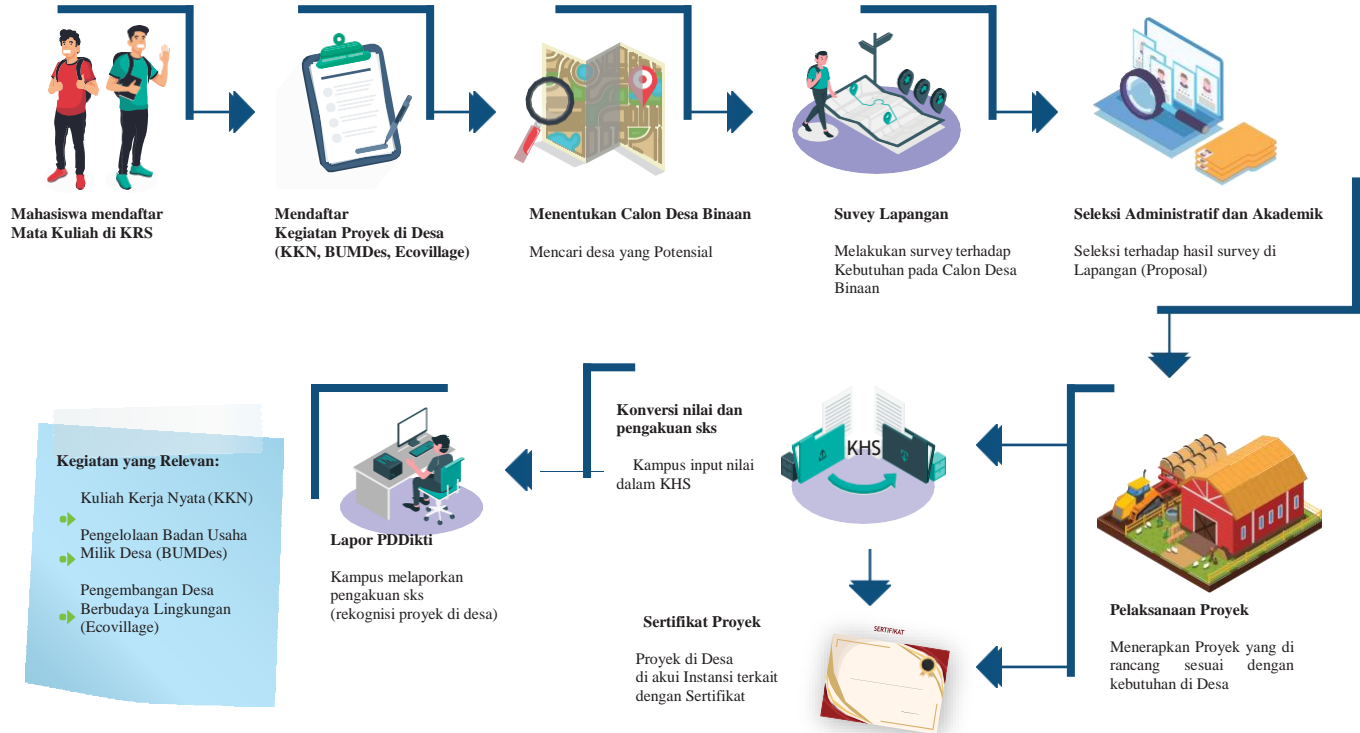 Mahasiswa mendaftar
Mata Kuliah di KRS
Mendaftar
Kegiatan Proyek di Desa
(KKN, BUMDes, Ecovillage)
Menentukan Calon Desa Binaan
Mencari desa yang Potensial
Suvey Lapangan
Melakukan survey terhadap
Kebutuhan pada Calon Desa
Binaan
Seleksi Administratif dan Akademik
Seleksi terhadap hasil survey di
Lapangan (Proposal)
Pelaksanaan Proyek
Menerapkan Proyek yang di
rancang sesuai dengan
kebutuhan di Desa
KHS
Konversi nilai dan
pengakuan sks
Kampus input nilai
dalam KHS
SERTIFIKAT
Sertifikat Proyek
Proyek di Desa
di akui Instansi terkait
dengan Sertifikat
Lapor PDDikti
Kampus melaporkan
pengakuan sks
(rekognisi proyek di desa)
Kegiatan yang Relevan:
Kuliah Kerja Nyata (KKN)
Pengelolaan Badan Usaha
Milik Desa (BUMDes)
Pengembangan Desa
Berbudaya Lingkungan
(Ecovillage)